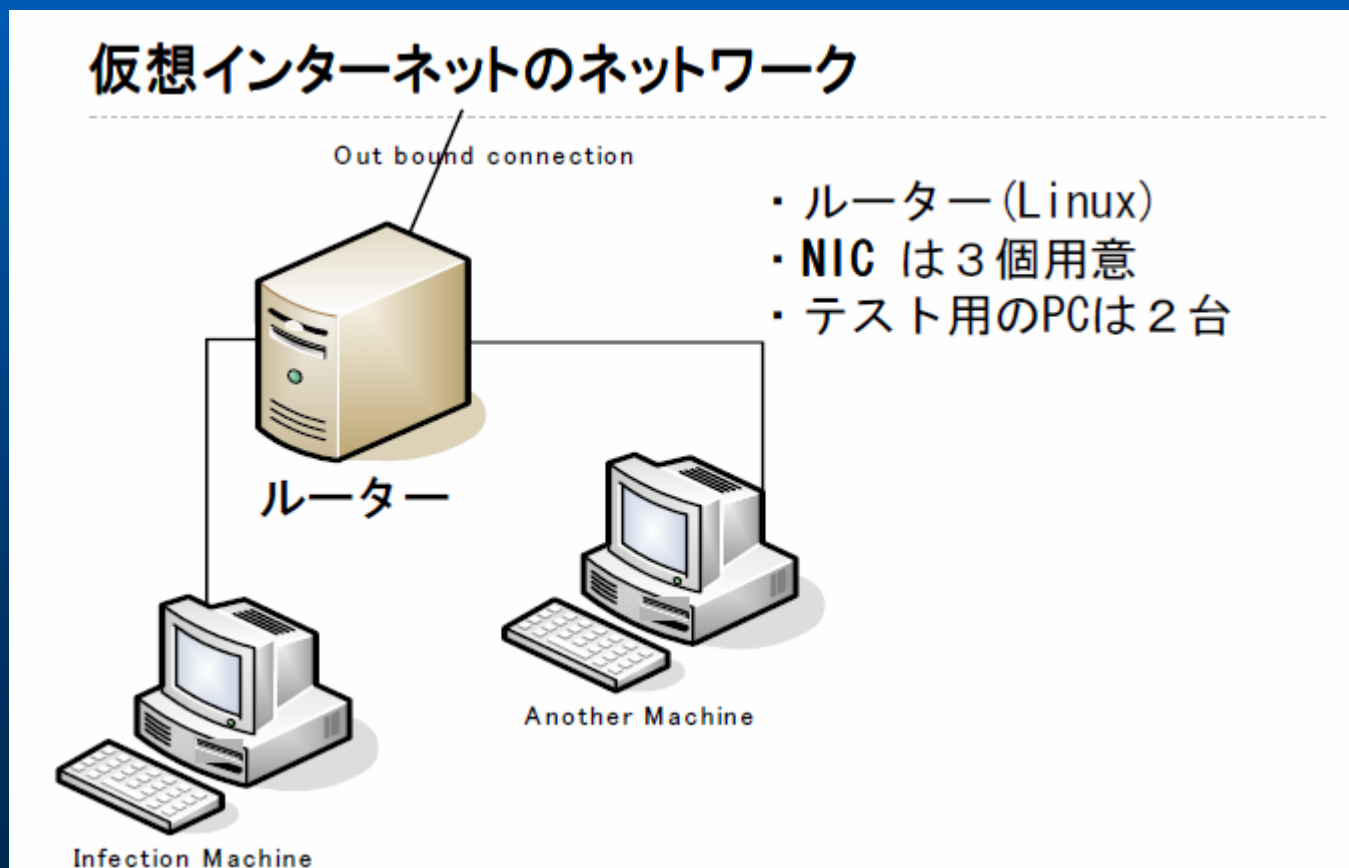 仮想インターネットのネットワーク
Out bound connection
・ルーター(Linux)
・NIC は３個用意
・テスト用のPCは２台
ルーター
Another Machine
Infection Machine